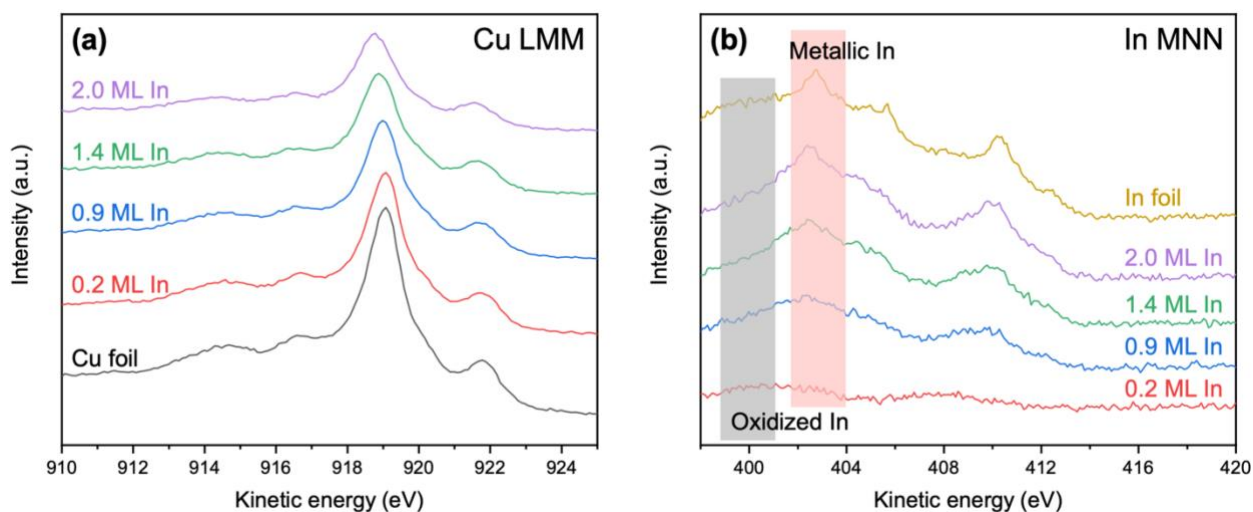 (a)
Cu LMM
2.0 ML In
1.4 ML In
0.9 ML In
0.2 ML In
Cu foil
Intensity (a.u.)
910 912 914 916 918 920 922 924
Kinetic energy (eV)
(b)
In MNN
Metallic In
In foil
2.0 ML In
1.4 ML In
0.9 ML In
0.2 ML In
Oxidized In
Intensity (a.u.)
400 404 408 412 416 420
Kinetic energy (eV)